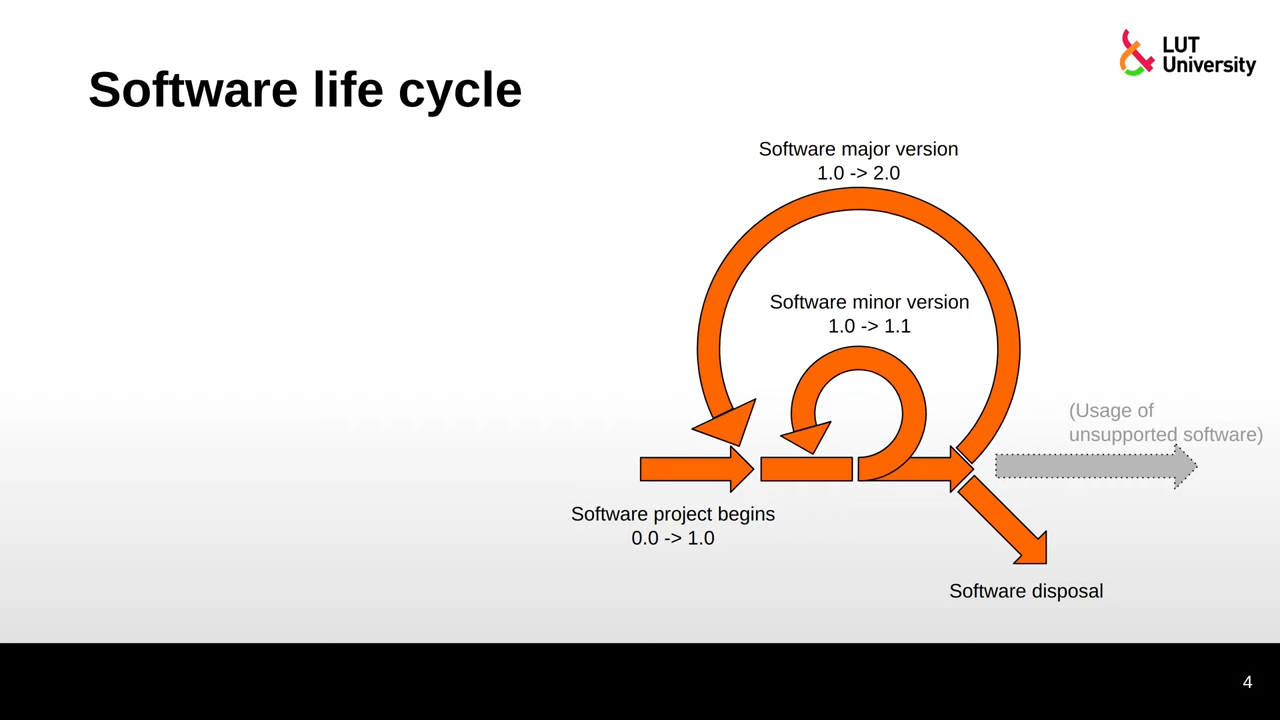 LUT
University
Software life cycle
Software major version
1.0 -> 2.0
Software minor version
1.0 -> 1.1
(Usage of
unsupported software)
Software project begins
0.0 -> 1.0
Software disposal
4